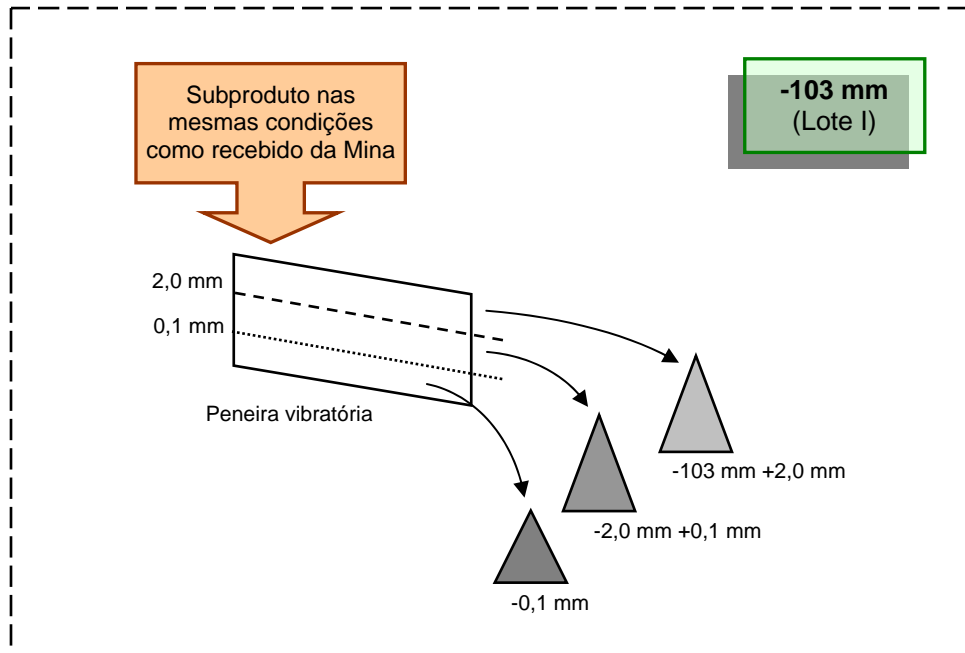 Subproduto nas
mesmas condições
como recebido da Mina
-103 mm
(Lote I)
2,0 mm
0,1 mm
Peneira vibratória
-103 mm +2,0 mm
-2,0 mm +0,1 mm
-0,1 mm